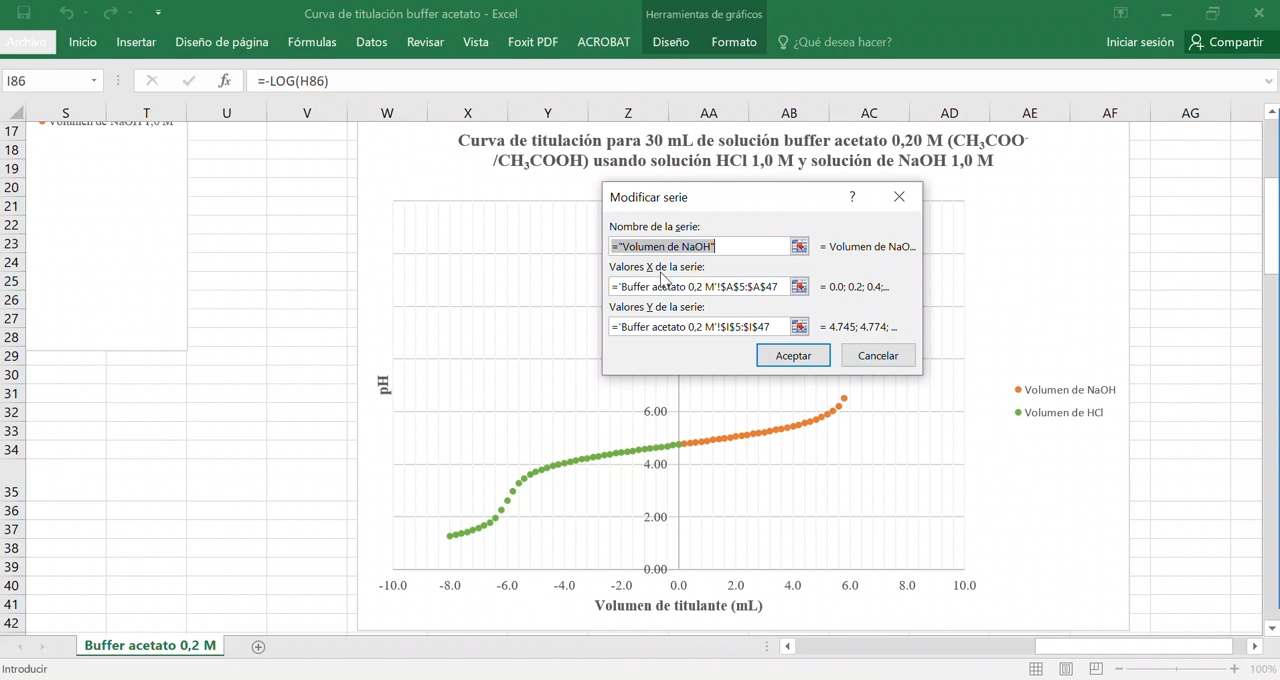 Curva de titulación buffer acetato - Excel
Herramientas de gráficos
Archivo Inicio Insertar Diseño de página Fórmulas Datos Revisar Vista Foxit PDF ACROBAT Diseño Formato ¿Qué desea hacer? Iniciar sesión Compartir
I86 fx =-LOG(H86)
S T U V W X Y Z AA AB AC AD AE AF AG
Volumen de NaOH 1,0 M
17
18
19
20
21
22
23
24
25
26
27
28
29
30
31
32
33
34
35
36
37
38
39
40
41
42
Curva de titulación para 30 mL de solución buffer acetato 0,20 M (CH₃COO⁻
/CH₃COOH) usando solución HCl 1,0 M y solución de NaOH 1,0 M
Modificar serie ?
Nombre de la serie:
="Volumen de NaOH" = Volumen de NaO...
Valores X de la serie:
='Buffer acetato 0,2 M'!$A$5:$A$47 = 0.0; 0.2; 0.4;...
Valores Y de la serie:
='Buffer acetato 0,2 M'!$I$5:$I$47 = 4.745; 4.774; ...
Aceptar Cancelar
pH
6.00
4.00
2.00
0.00
Volumen de NaOH
Volumen de HCl
-10.0 -8.0 -6.0 -4.0 -2.0 0.0 2.0 4.0 6.0 8.0 10.0
Volumen de titulante (mL)
Buffer acetato 0,2 M
Introducir
100%